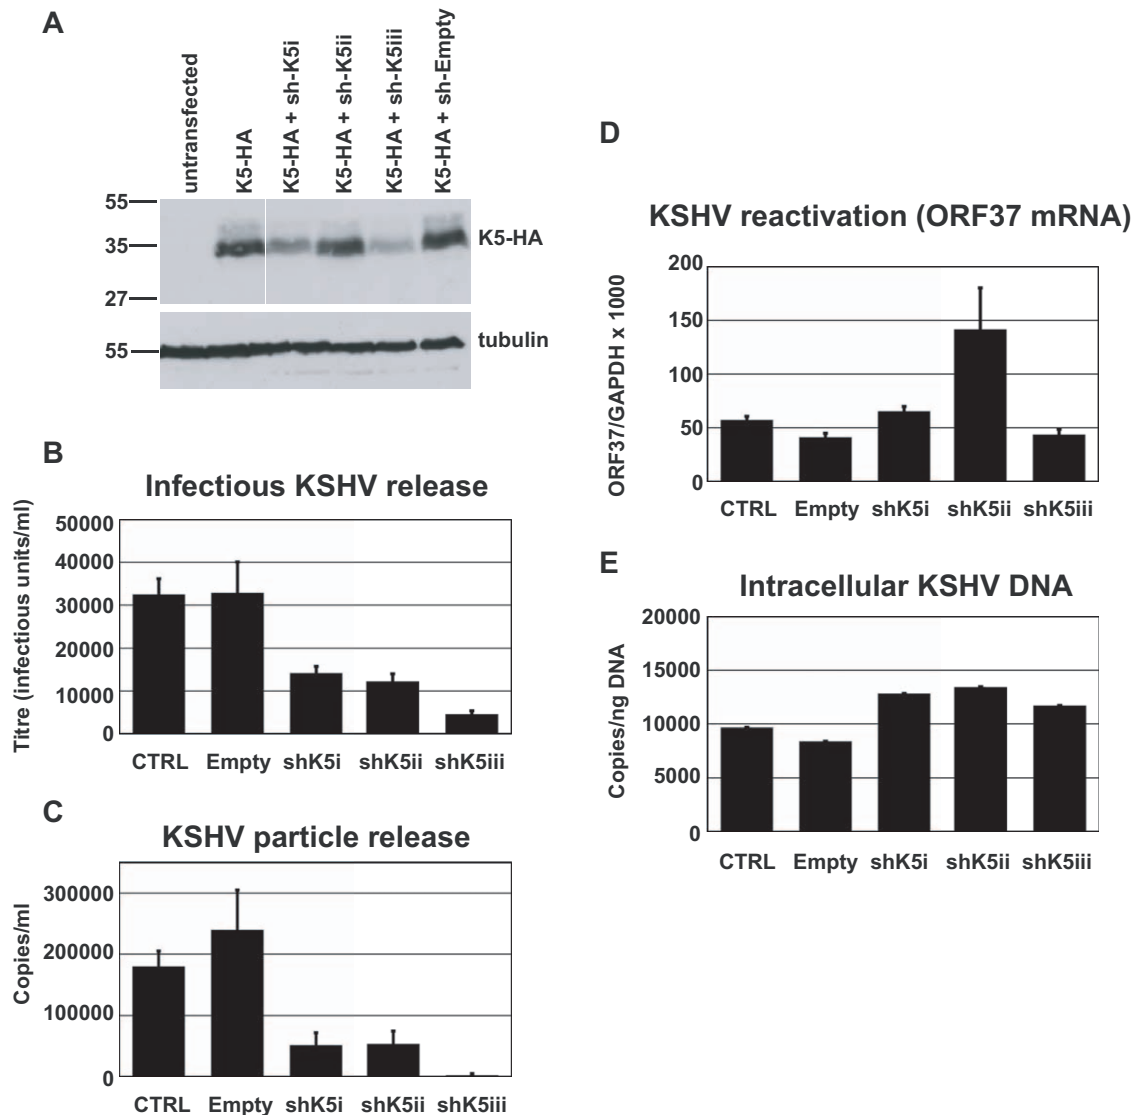 A
untransfected
K5-HA
K5-HA + sh-K5i
K5-HA + sh-K5ii
K5-HA + sh-K5iii
K5-HA + sh-Empty
55
35
27
K5-HA
55
tubulin
B
Infectious KSHV release
Titre (infectious units/ml)
50000
40000
30000
20000
10000
0
CTRL Empty shK5i shK5ii shK5iii
C
KSHV particle release
Copies/ml
300000
200000
100000
0
CTRL Empty shK5i shK5ii shK5iii
D
KSHV reactivation (ORF37 mRNA)
ORF37/GAPDH x 1000
200
150
100
50
0
CTRL Empty shK5i shK5ii shK5iii
E
Intracellular KSHV DNA
Copies/ng DNA
20000
15000
10000
5000
0
CTRL Empty shK5i shK5ii shK5iii